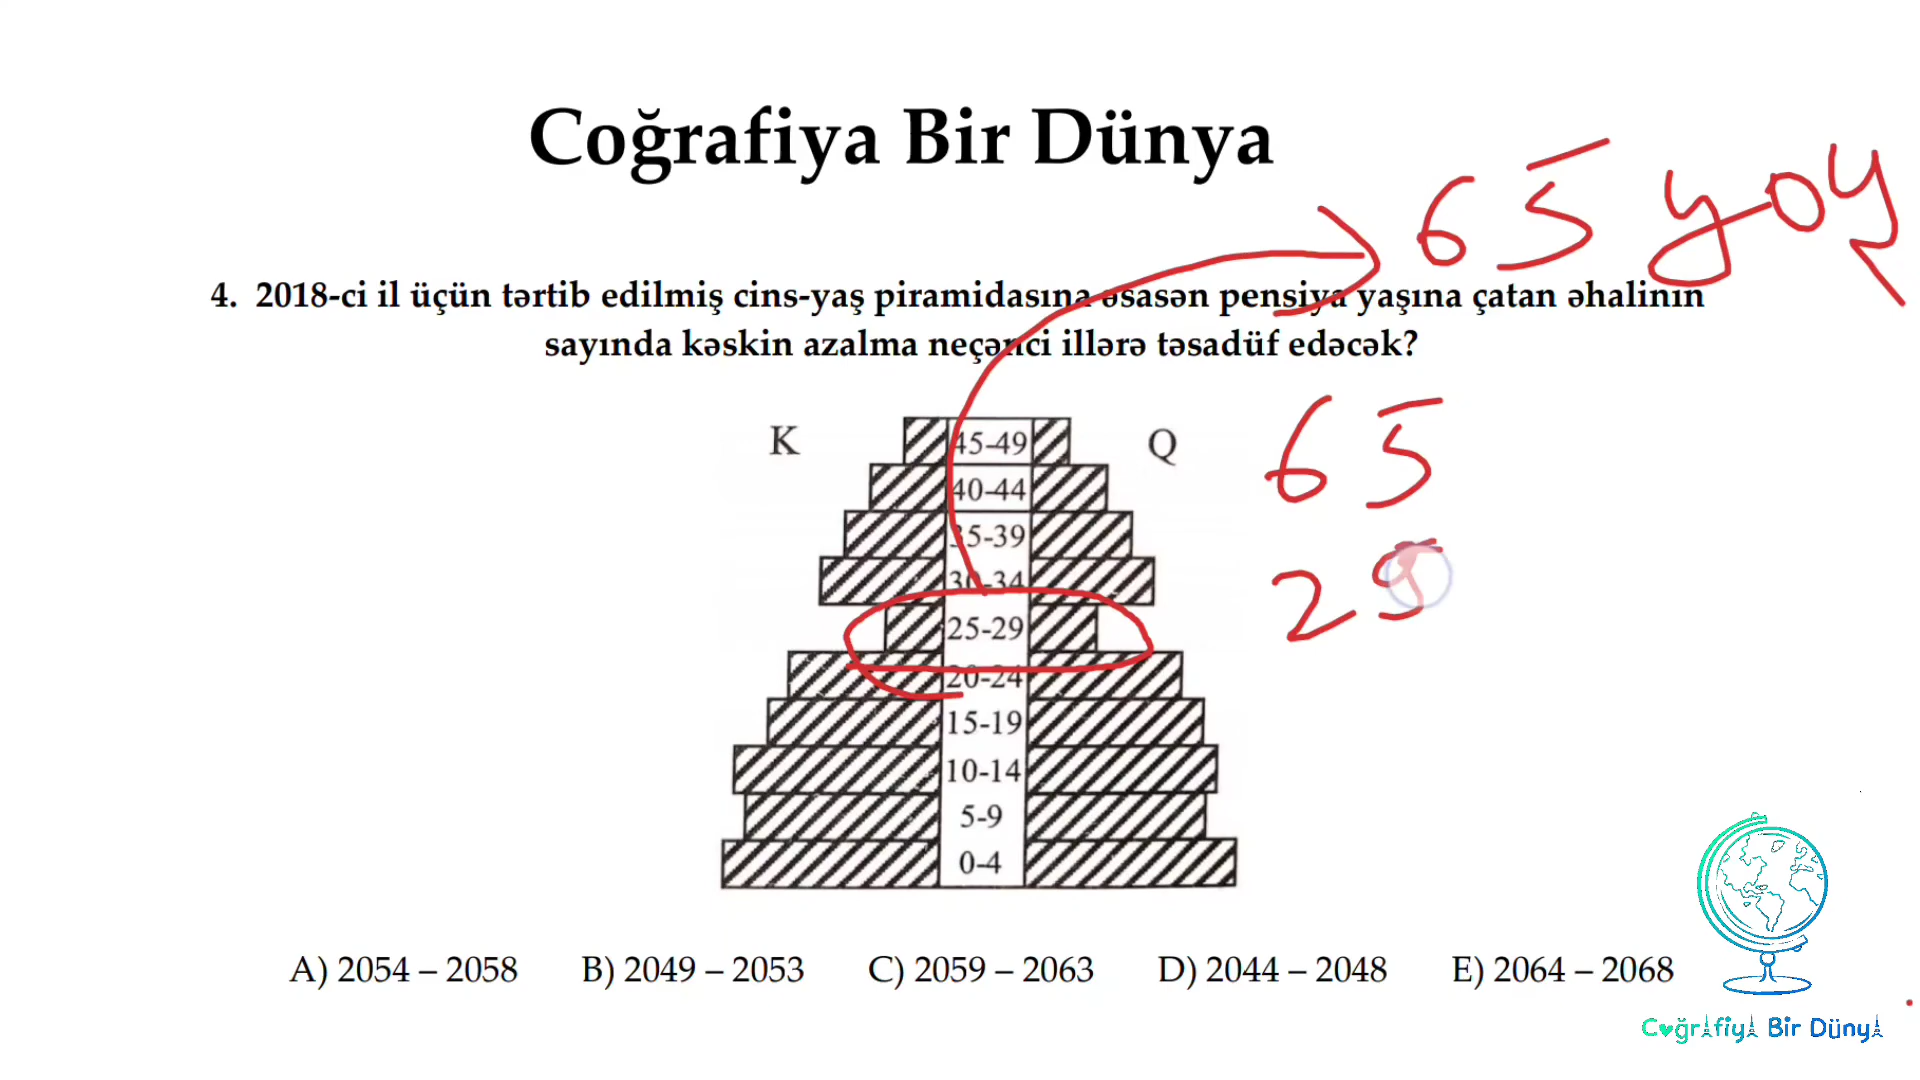 Coğrafiya Bir Dünya
65 yaş
4. 2018-ci il üçün tərtib edilmiş cins-yaş piramidasına əsasən pensiya yaşına çatan əhalinin
sayında kəskin azalma neçənci illərə təsadüf edəcək?
K
Q
45-49
40-44
35-39
30-34
25-29
20-24
15-19
10-14
5-9
0-4
65
2
A) 2054 – 2058 B) 2049 – 2053 C) 2059 – 2063 D) 2044 – 2048 E) 2064 – 2068
Coğrafiya Bir Dünya